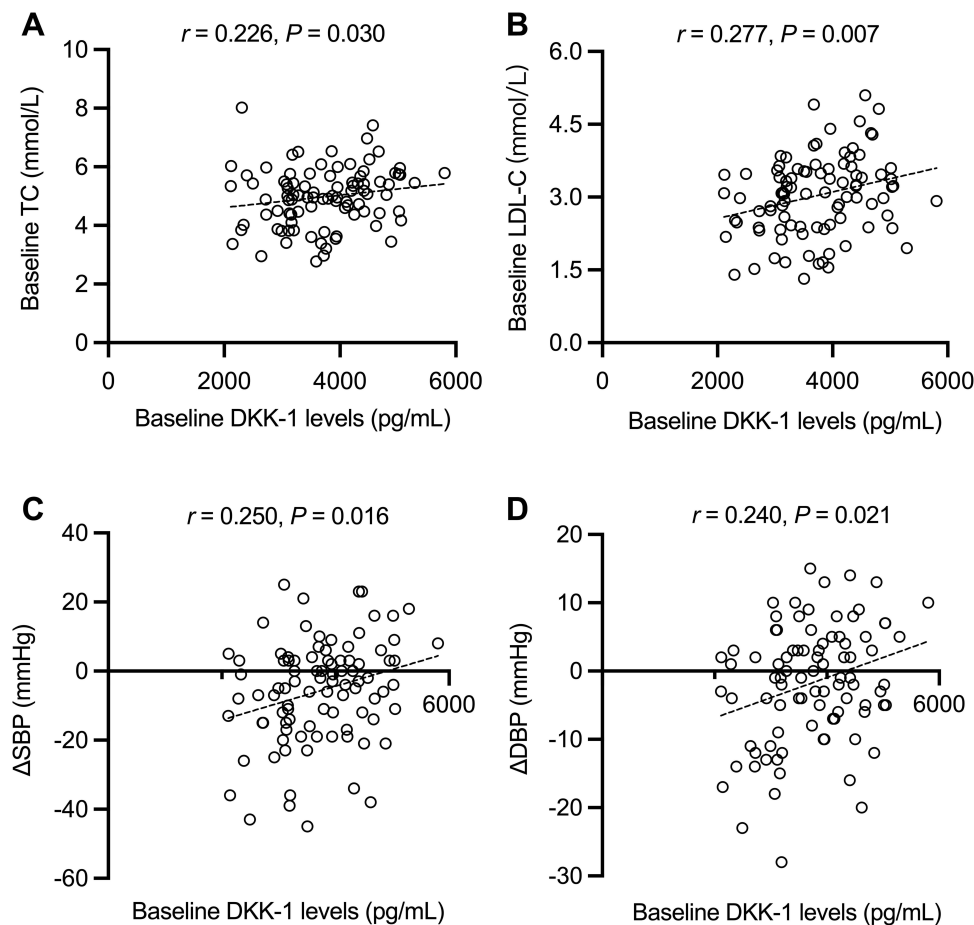 A
r = 0.226, P = 0.030
Baseline TC (mmol/L)
10
8
6
4
2
0
0 2000 4000 6000
Baseline DKK-1 levels (pg/mL)
B
r = 0.277, P = 0.007
Baseline LDL-C (mmol/L)
6.0
4.5
3.0
1.5
0.0
0 2000 4000 6000
Baseline DKK-1 levels (pg/mL)
C
r = 0.250, P = 0.016
ΔSBP (mmHg)
40
20
0
-20
-40
-60
6000
Baseline DKK-1 levels (pg/mL)
D
r = 0.240, P = 0.021
ΔDBP (mmHg)
20
10
0
-10
-20
-30
6000
Baseline DKK-1 levels (pg/mL)